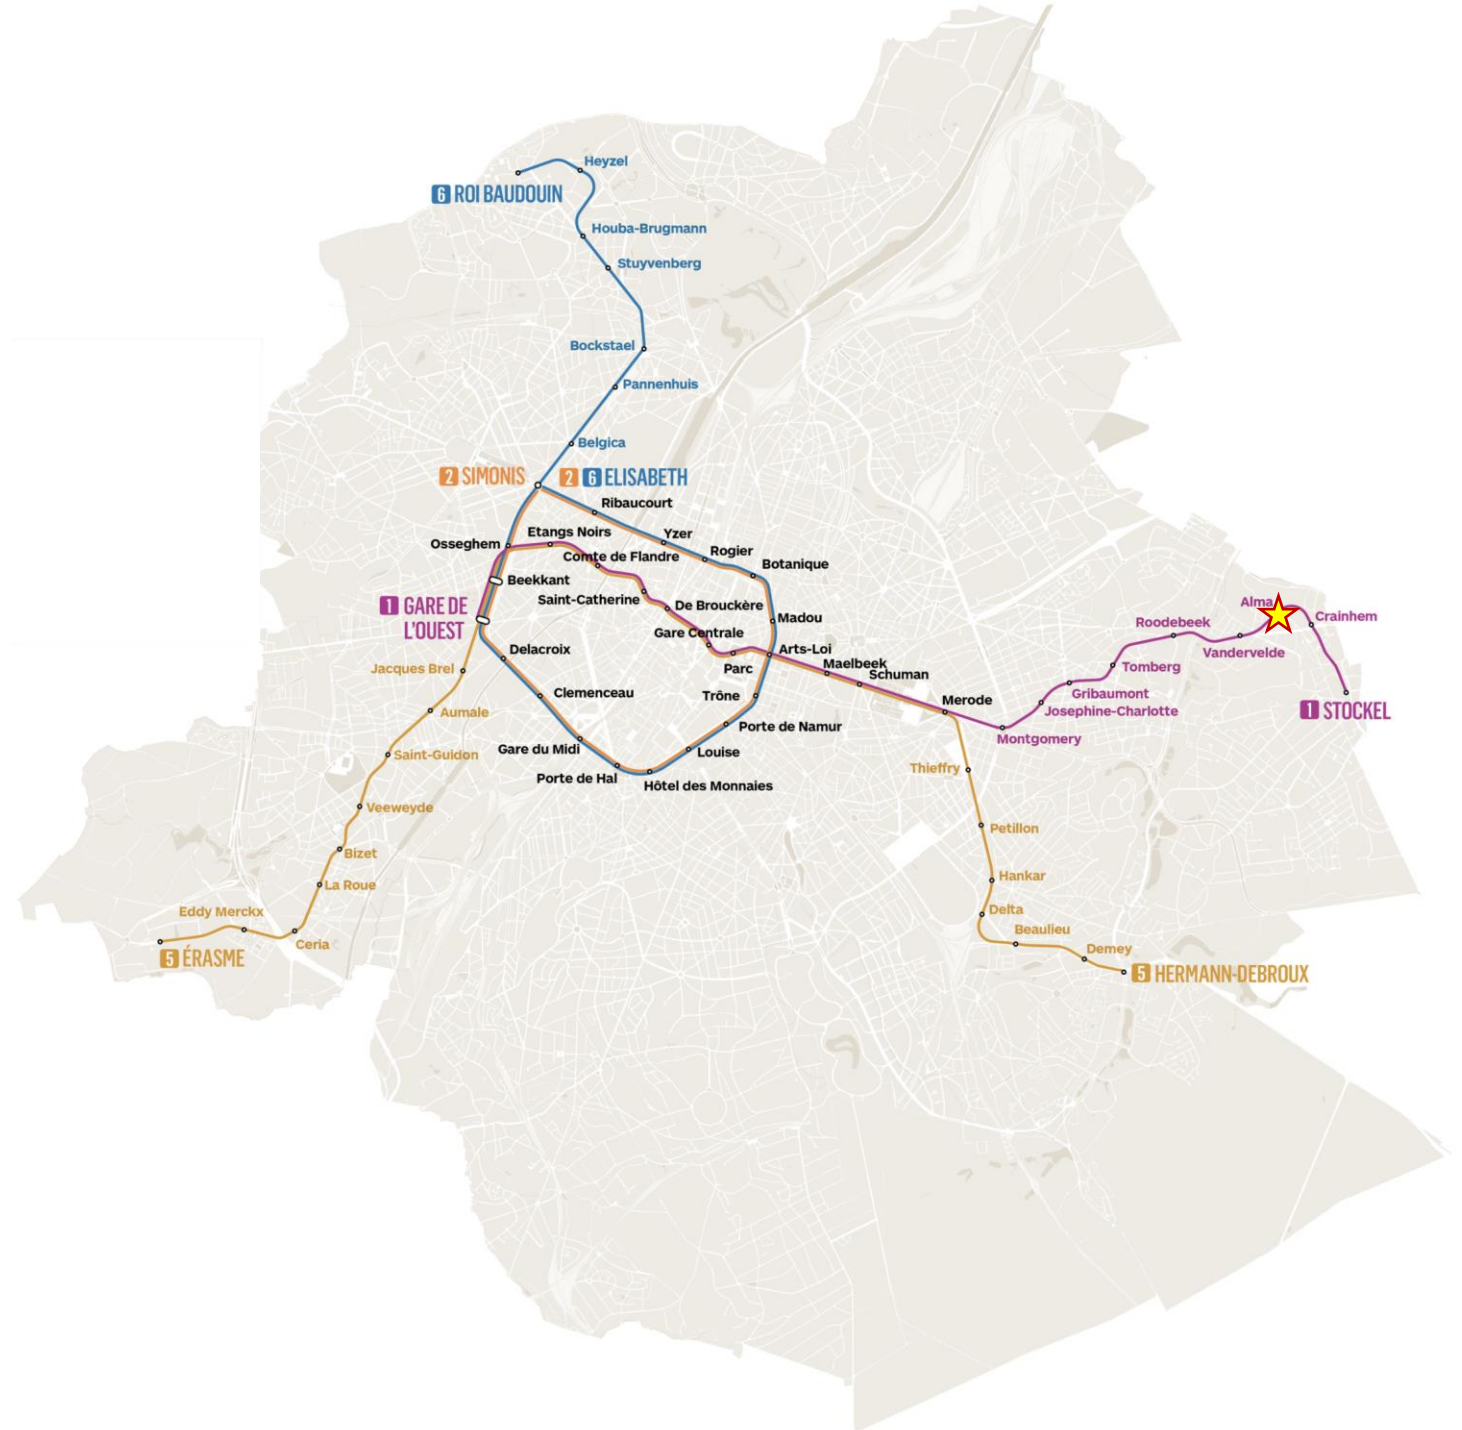 Heyzel
6 ROI BAUDOUIN
Houba-Brugmann
Stuyvenberg
Bockstael
Pannenhuis
Belgica
2 SIMONIS
2 6 ELISABETH
Ribaucourt
Etangs Noirs
Yzer
Osseghem
Rogier
Comte de Flandre
Botanique
Beekkant
Saint-Catherine
De Brouckère
1 GARE DE
L'OUEST
Madou
Gare Centrale
Alma
Crainhem
Roodebeek
Vandervelde
Delacroix
Arts-Loi
Jacques Brel
Parc
Maelbeek
Schuman
Tomberg
Clemenceau
Trône
Gribaumont
Merode
Josephine-Charlotte
1 STOCKEL
Aumale
Porte de Namur
Montgomery
Gare du Midi
Louise
Saint-Guidon
Thieffry
Porte de Hal
Hôtel des Monnaies
Veeweyde
Petillon
Bizet
Hankar
La Roue
Eddy Merckx
Delta
Beaulieu
Ceria
Demey
5 ÉRASME
5 HERMANN-DEBROUX